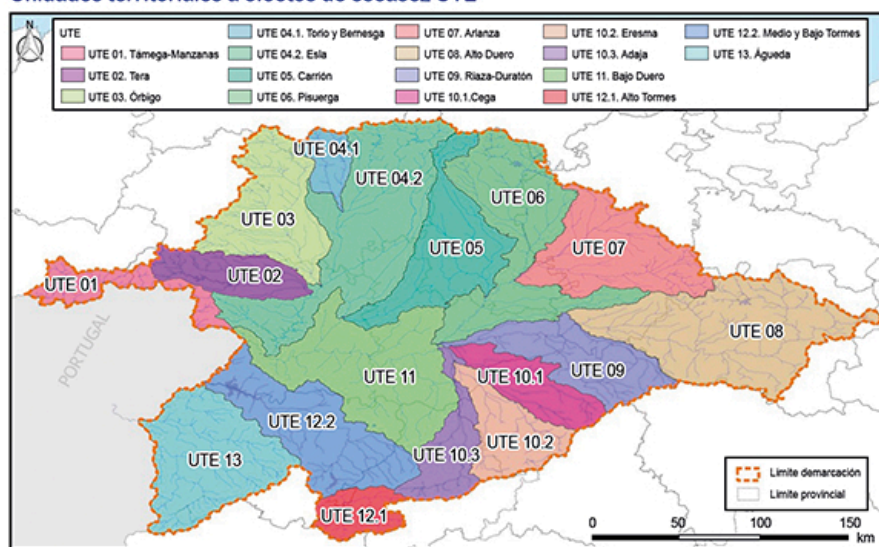 Unidades territoriales a efectos de escasez UTE
N
UTE
UTE 01. Támega-Manzanas
UTE 02. Tera
UTE 03. Órbigo
UTE 04.1. Torío y Bernesga
UTE 04.2. Esla
UTE 05. Carrión
UTE 06. Pisuerga
UTE 07. Arlanza
UTE 08. Alto Duero
UTE 09. Riaza-Duratón
UTE 10.1.Cega
UTE 10.2. Eresma
UTE 10.3. Adaja
UTE 11. Bajo Duero
UTE 12.1. Alto Tormes
UTE 12.2. Medio y Bajo Tormes
UTE 13. Águeda
UTE 04.1
UTE 04.2
UTE 06
UTE 03
UTE 05
UTE 07
UTE 02
UTE 01
UTE 08
PORTUGAL
UTE 09
UTE 11
UTE 10.1
UTE 12.2
UTE 10.2
UTE 10.3
UTE 13
UTE 12.1
Límite demarcación
Límite provincial
0 50 100 150
km